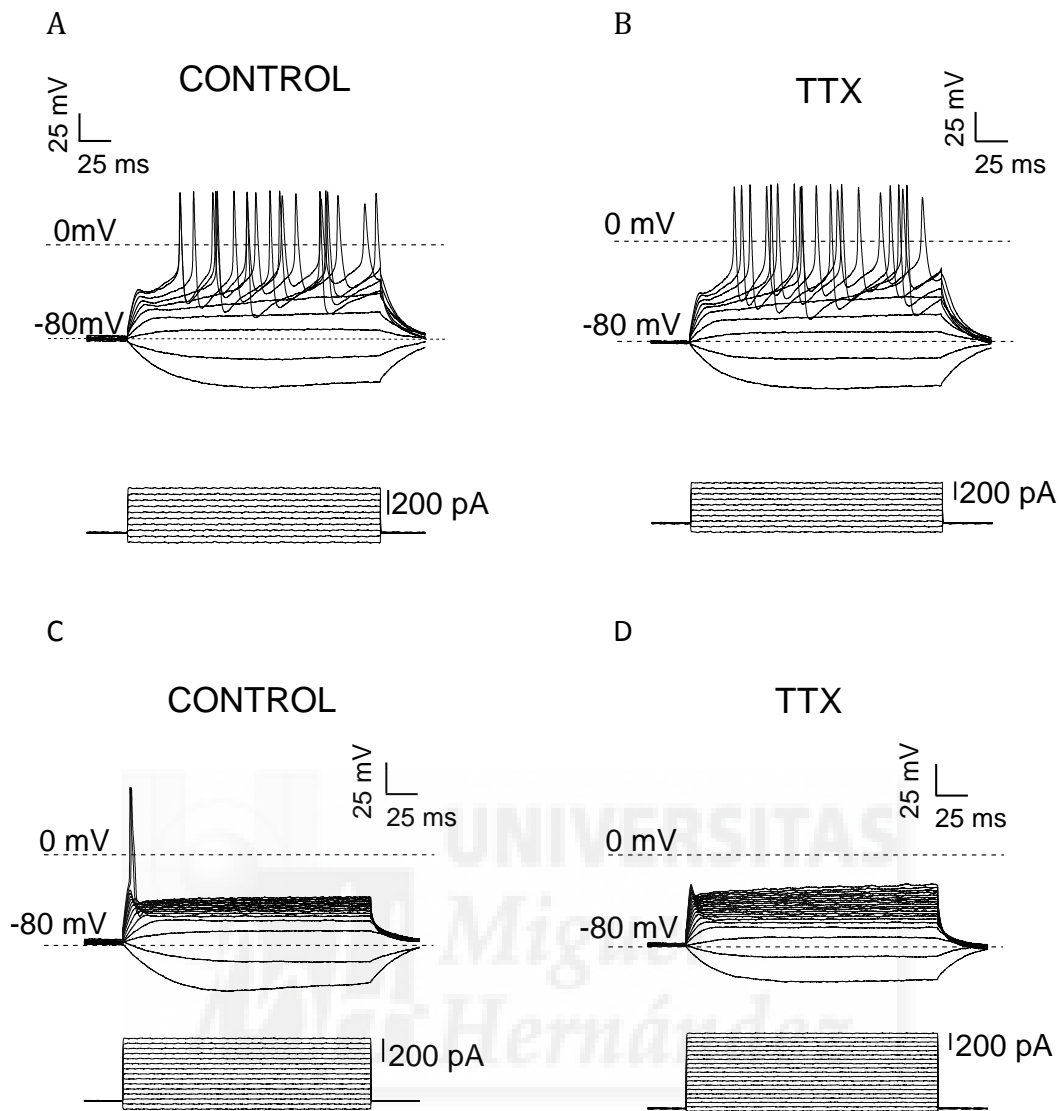 A
CONTROL
25 mV
25 ms
0mV
-80mV
200 pA
B
TTX
25 mV
25 ms
0 mV
-80 mV
200 pA
C
CONTROL
25 mV
25 ms
0 mV
-80 mV
200 pA
D
TTX
25 mV
25 ms
0 mV
-80 mV
200 pA
UNIVERSITAS
Miguel
Hernández